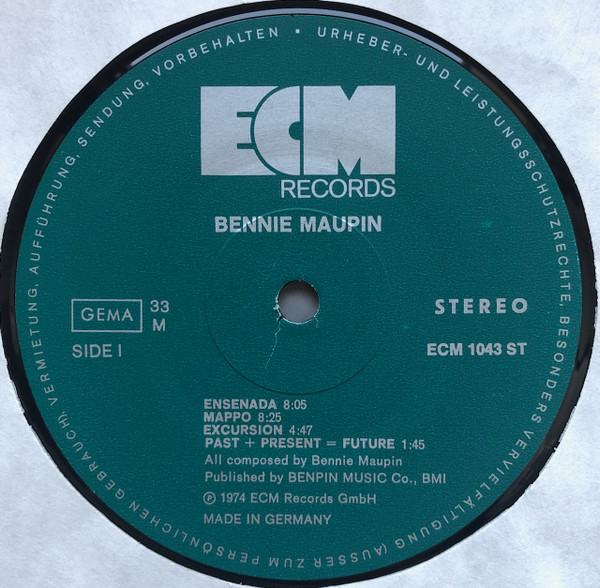 URHEBER- UND LEISTUNGSSCHUTZRECHTE, BESONDERS VERVIELFÄLTIGUNG (AUSSER ZUM PERSÖNLICHEN GEBRAUCH), VERMIETUNG, AUFFÜHRUNG, SENDUNG, VORBEHALTEN •
ECM
RECORDS
BENNIE MAUPIN
GEMA
33
M
STEREO
SIDE I
ECM 1043 ST
ENSENADA 8:05
MAPPO 8:25
EXCURSION 4:47
PAST + PRESENT = FUTURE 1:45
All composed by Bennie Maupin
Published by BENPIN MUSIC Co., BMI
℗ 1974 ECM Records GmbH
MADE IN GERMANY